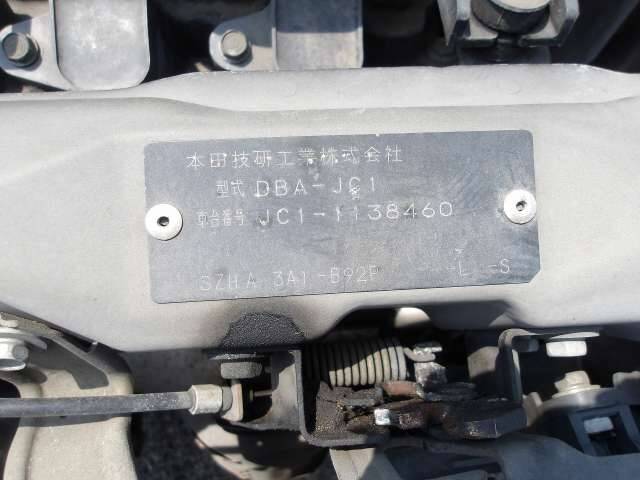 本田技研工業株式会社
型式 DBA-JC1
車台番号 JC1-1138460
SZHA 3A1-B92P -L -S